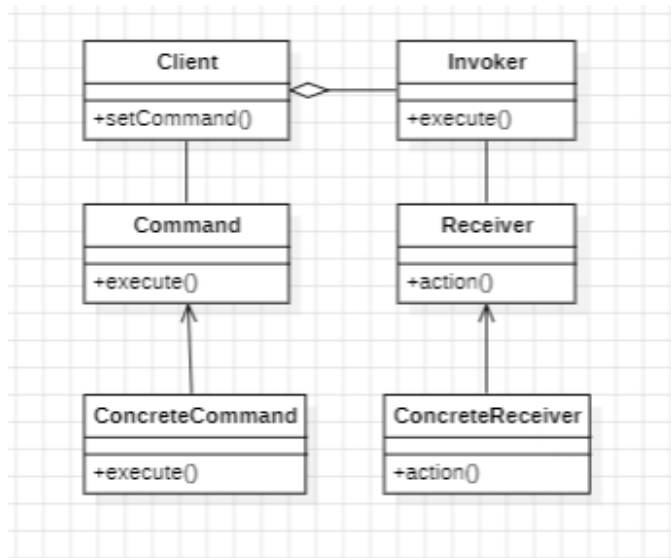 Client
+setCommand()
Invoker
+execute()
Command
+execute()
Receiver
+action()
ConcreteCommand
+execute()
ConcreteReceiver
+action()